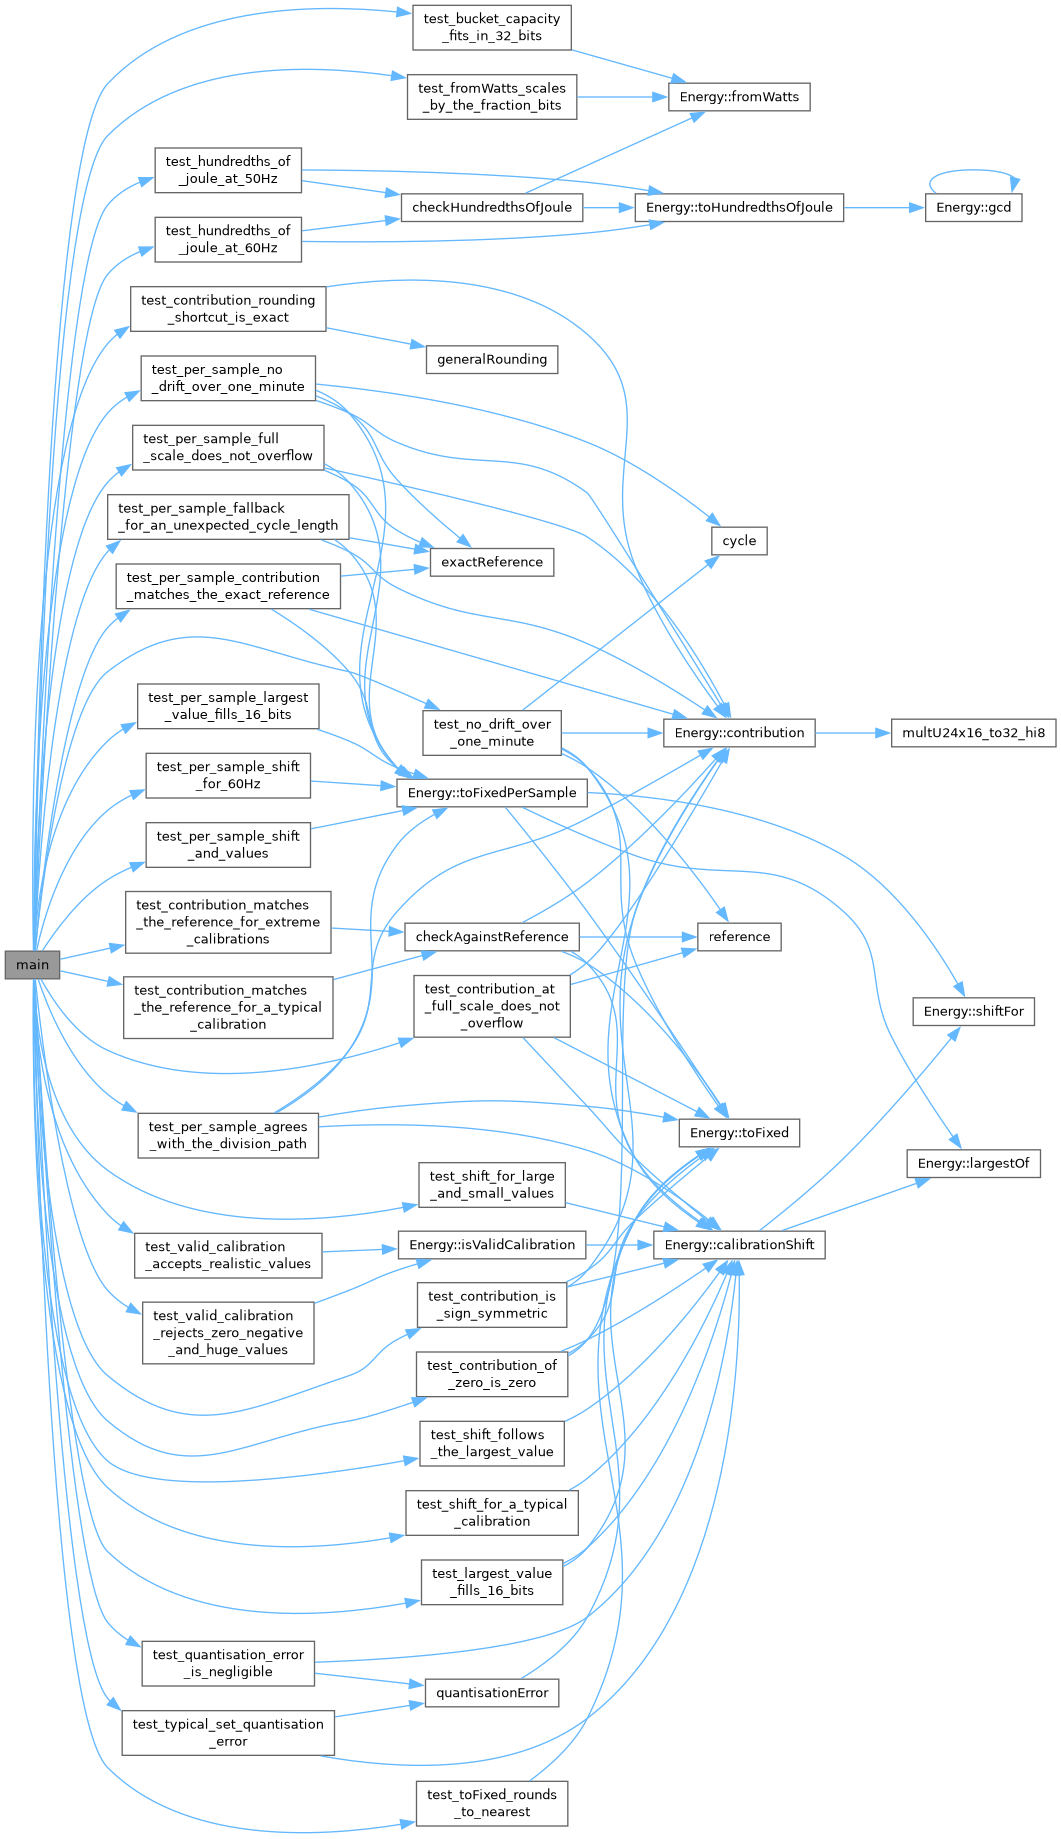 test_bucket_capacity
_fits_in_32_bits
test_fromWatts_scales
_by_the_fraction_bits
Energy::fromWatts
test_hundredths_of
_joule_at_50Hz
checkHundredthsOfJoule
Energy::toHundredthsOfJoule
Energy::gcd
test_hundredths_of
_joule_at_60Hz
test_contribution_rounding
_shortcut_is_exact
generalRounding
test_per_sample_no
_drift_over_one_minute
test_per_sample_full
_scale_does_not_overflow
test_per_sample_fallback
_for_an_unexpected_cycle_length
cycle
exactReference
test_per_sample_contribution
_matches_the_exact_reference
test_per_sample_largest
_value_fills_16_bits
test_no_drift_over
_one_minute
Energy::contribution
multU24x16_to32_hi8
test_per_sample_shift
_for_60Hz
Energy::toFixedPerSample
test_per_sample_shift
_and_values
test_contribution_matches
_the_reference_for_extreme
_calibrations
checkAgainstReference
reference
main
test_contribution_matches
_the_reference_for_a_typical
_calibration
test_contribution_at
_full_scale_does_not
_overflow
Energy::shiftFor
test_per_sample_agrees
_with_the_division_path
Energy::toFixed
Energy::largestOf
test_shift_for_large
_and_small_values
test_valid_calibration
_accepts_realistic_values
Energy::isValidCalibration
Energy::calibrationShift
test_valid_calibration
_rejects_zero_negative
_and_huge_values
test_contribution_is
_sign_symmetric
test_contribution_of
_zero_is_zero
test_shift_follows
_the_largest_value
test_shift_for_a_typical
_calibration
test_largest_value
_fills_16_bits
test_quantisation_error
_is_negligible
quantisationError
test_typical_set_quantisation
_error
test_toFixed_rounds
_to_nearest